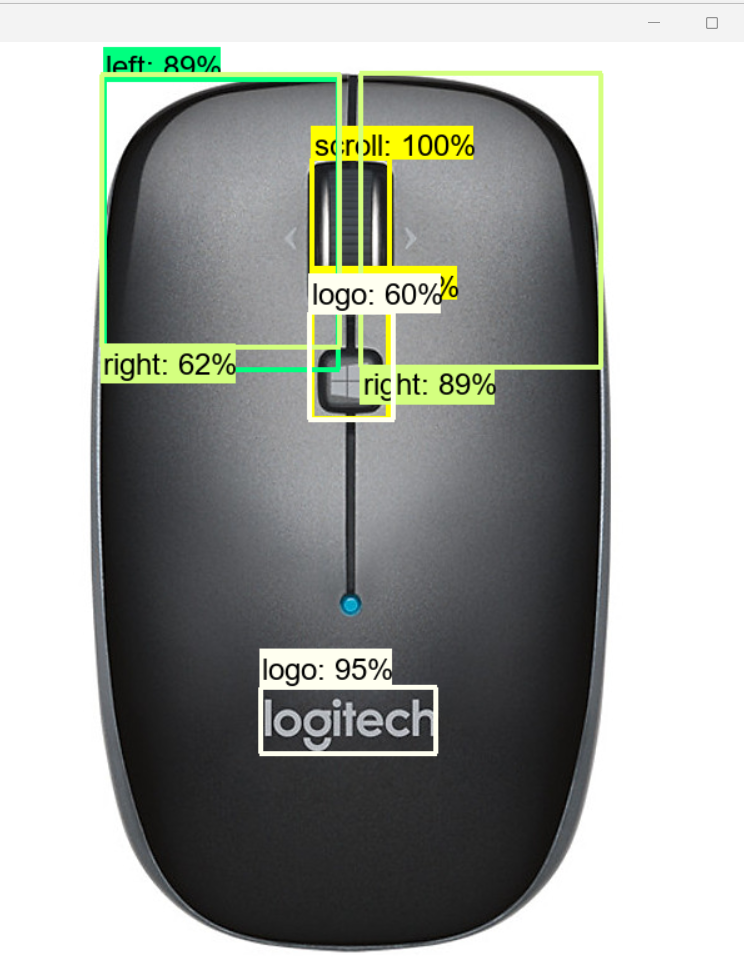 left: 89%
scroll: 100%
%
logo: 60%
right: 62%
right: 89%
logo: 95%
logitech